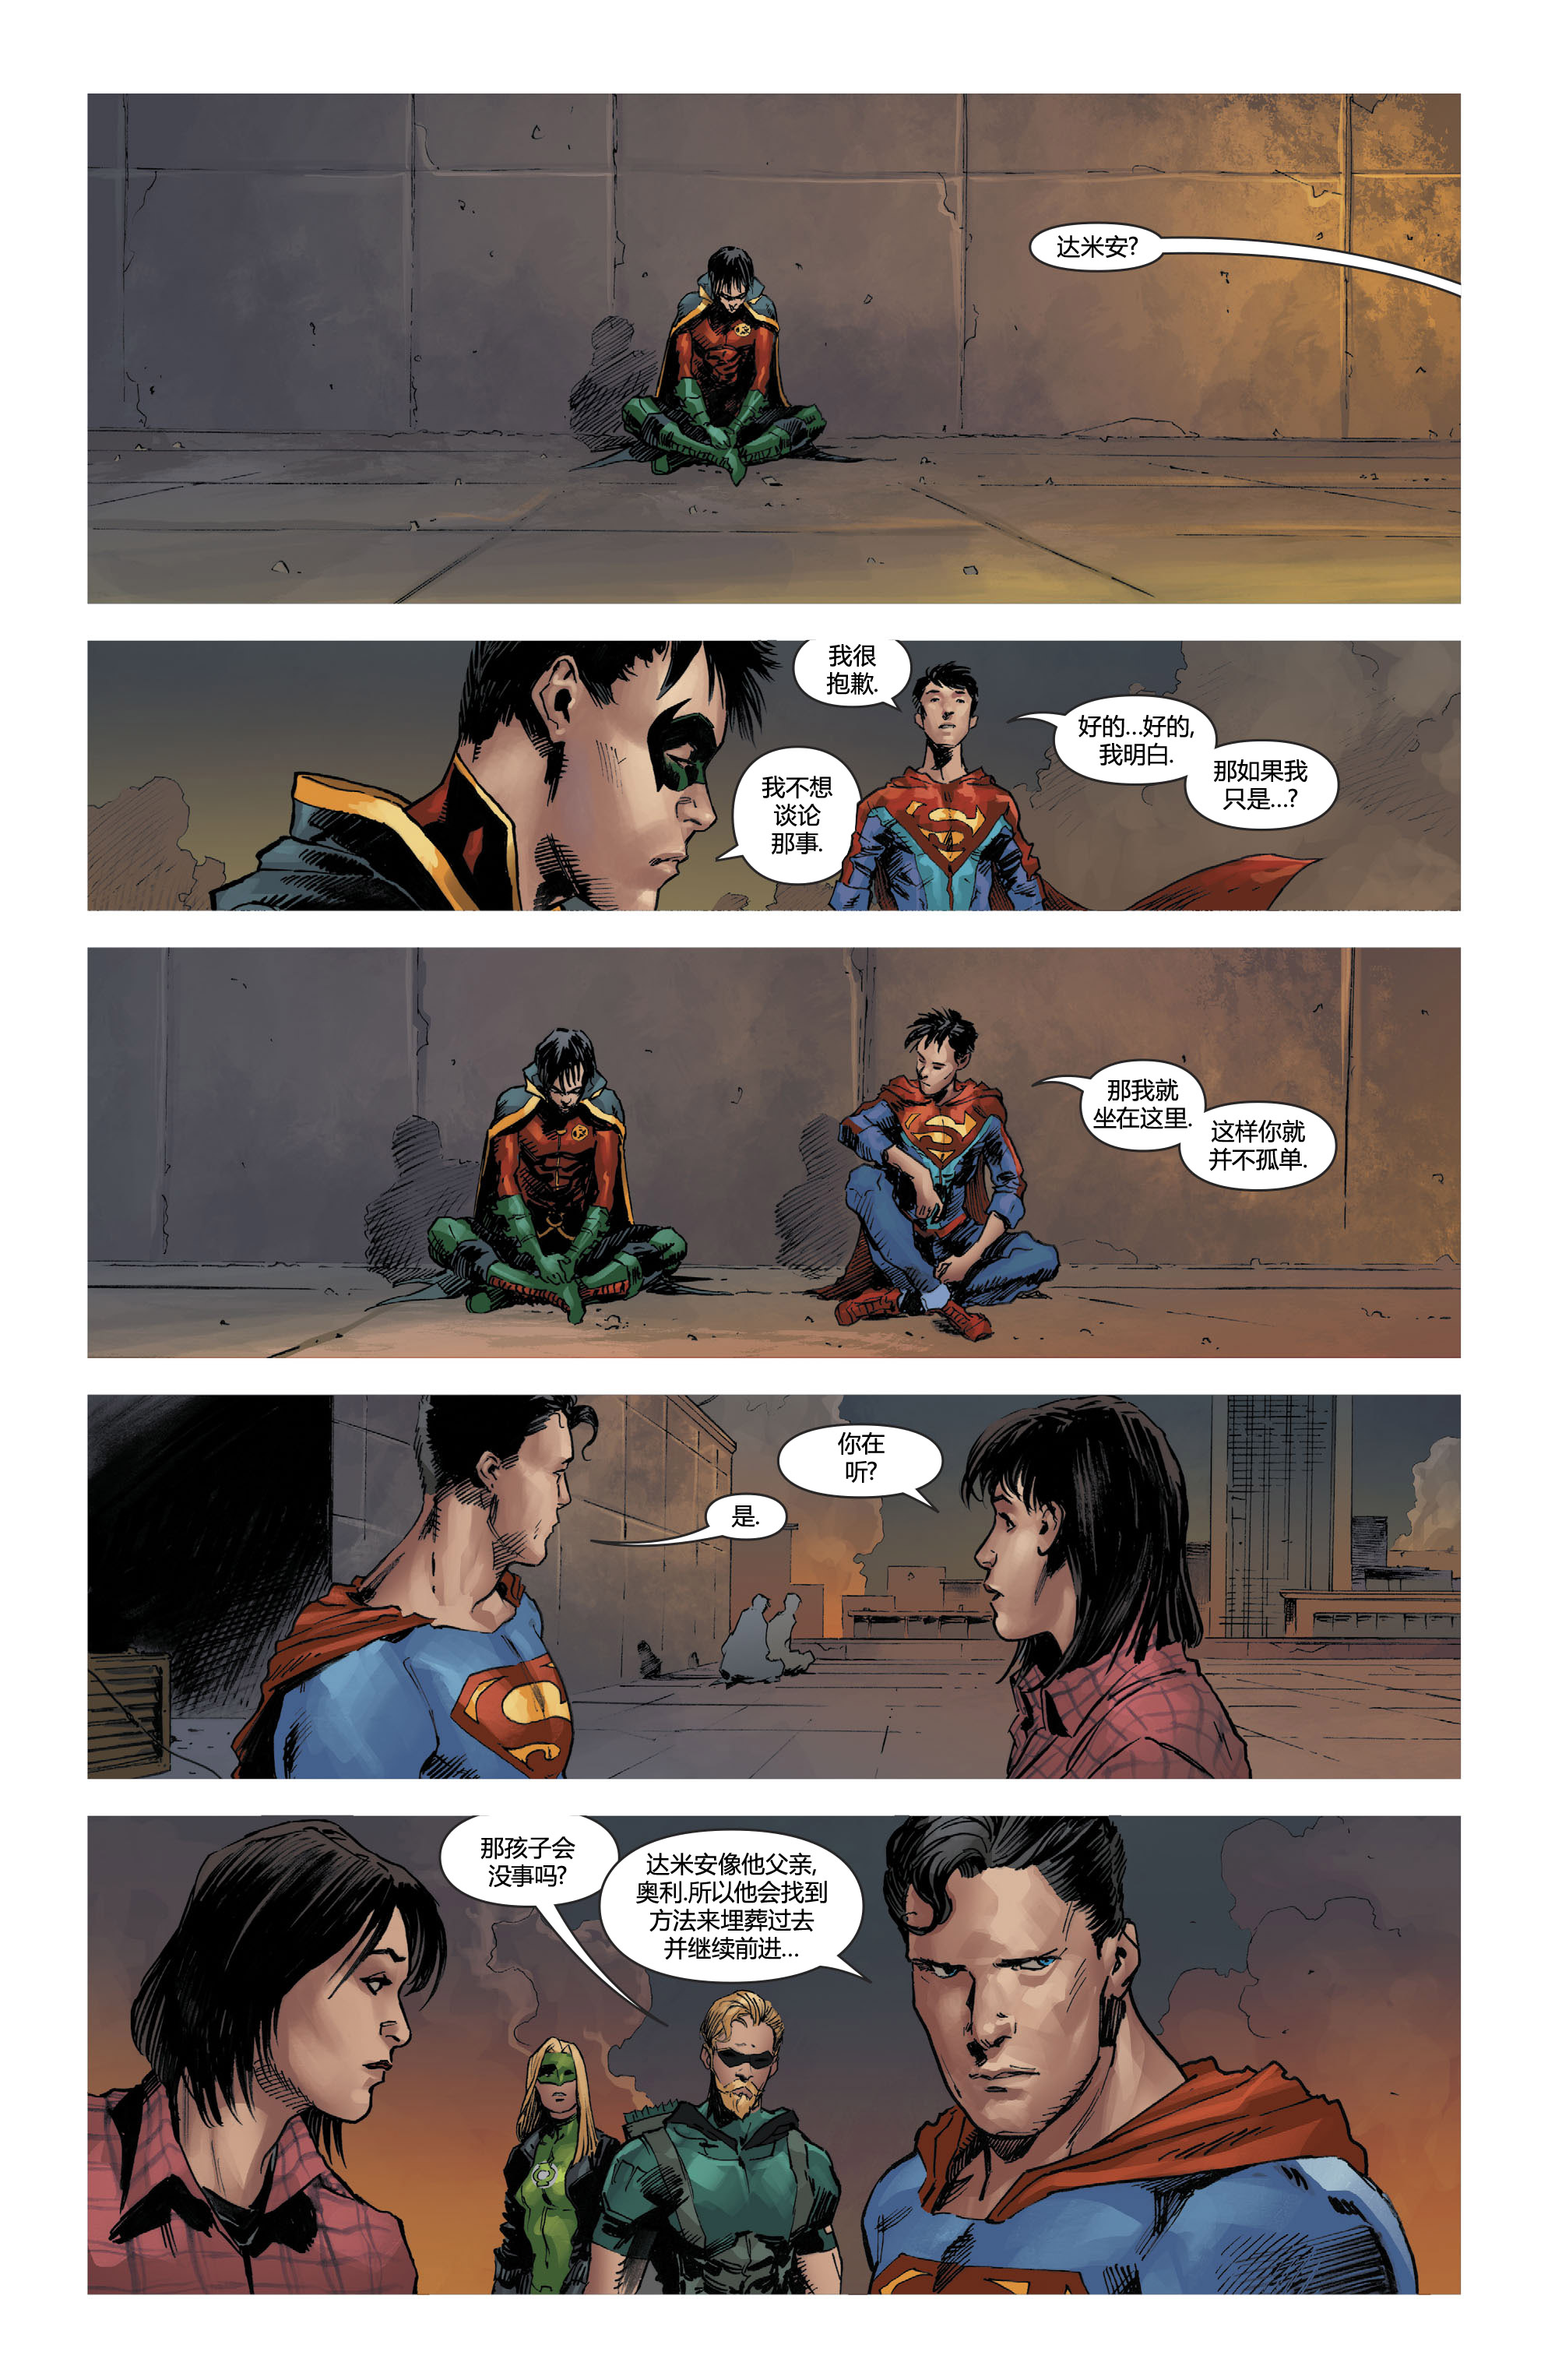 达米安?
我很
抱歉.
我不想
谈论
那事.
好的...好的,
我明白.
那如果我
只是...?
那我就
坐在这里.
这样你就
并不孤单.
你在
听?
是.
那孩子会
没事吗?
达米安像他父亲,
奥利.所以他会找到
方法来埋葬过去
并继续前进...